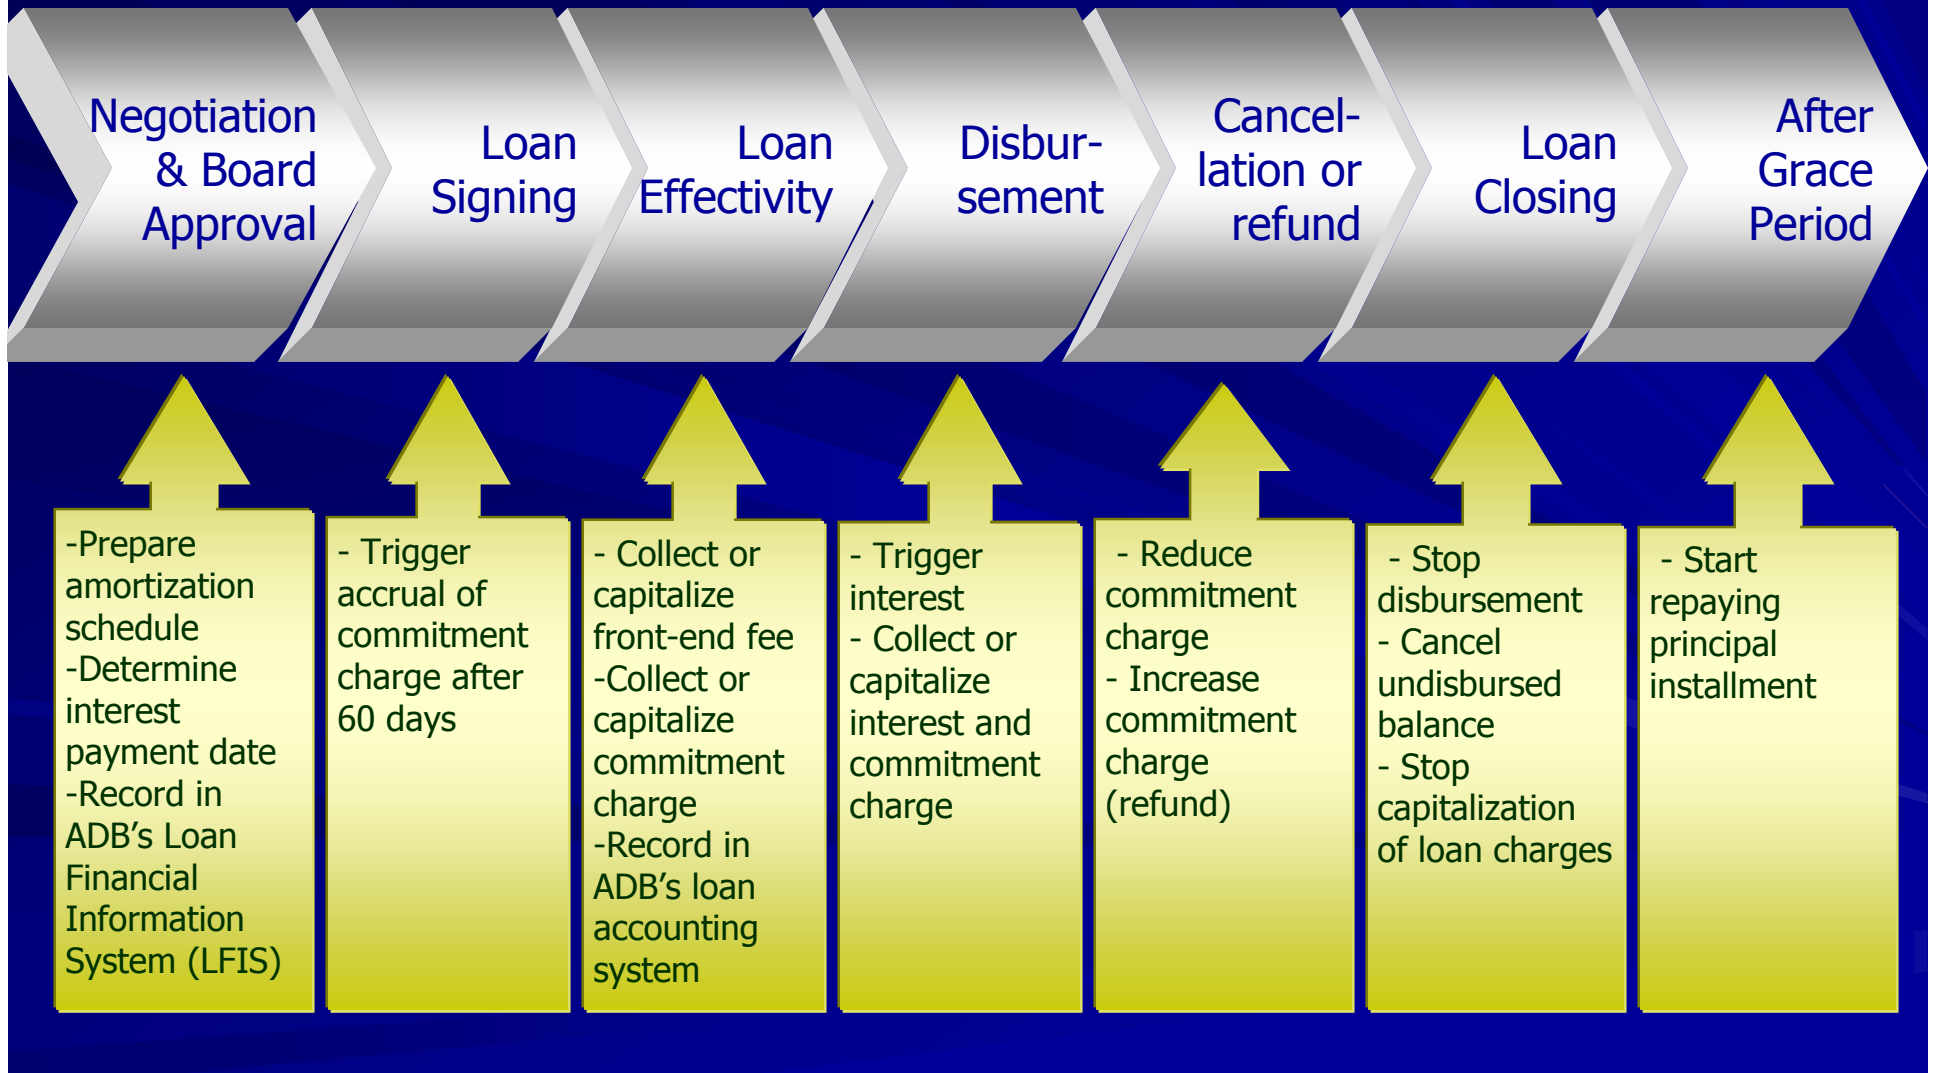 Negotiation
& Board
Approval
Loan
Signing
Loan
Effectivity
Disbur-
sement
Cancel-
lation or
refund
Loan
Closing
After
Grace
Period
-Prepare
amortization
schedule
-Determine
interest
payment date
-Record in
ADB’s Loan
Financial
Information
System (LFIS)
- Trigger
accrual of
commitment
charge after
60 days
- Collect or
capitalize
front-end fee
-Collect or
capitalize
commitment
charge
-Record in
ADB’s loan
accounting
system
- Trigger
interest
- Collect or
capitalize
interest and
commitment
charge
- Reduce
commitment
charge
- Increase
commitment
charge
(refund)
- Stop
disbursement
- Cancel
undisbursed
balance
- Stop
capitalization
of loan charges
- Start
repaying
principal
installment